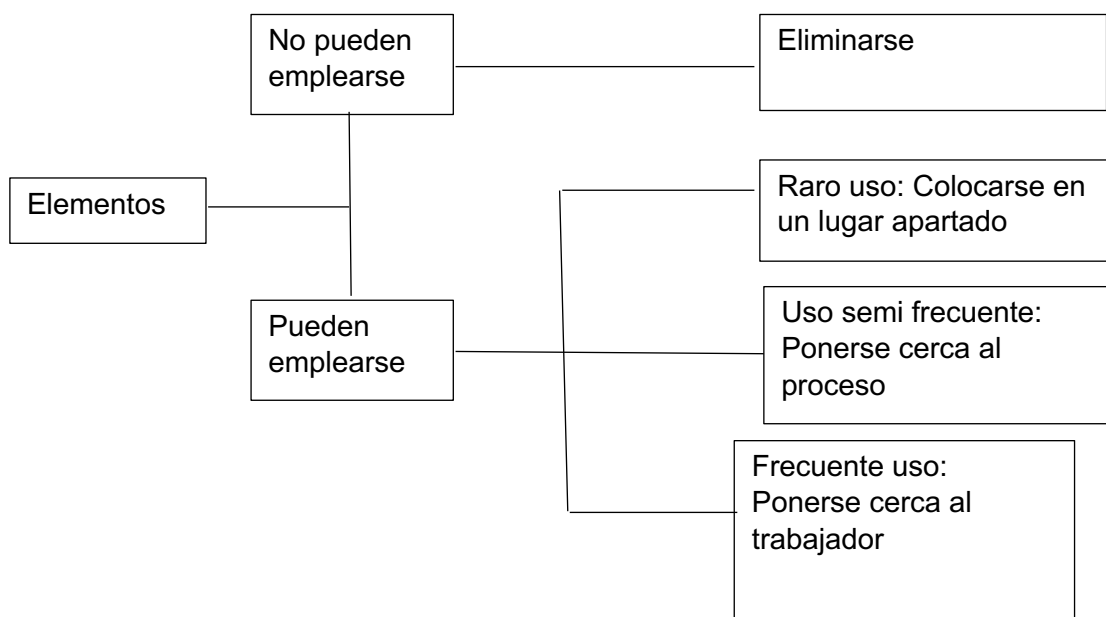 No pueden
emplearse
Eliminarse
Elementos
Raro uso: Colocarse en
un lugar apartado
Pueden
emplearse
Uso semi frecuente:
Ponerse cerca al
proceso
Frecuente uso:
Ponerse cerca al
trabajador